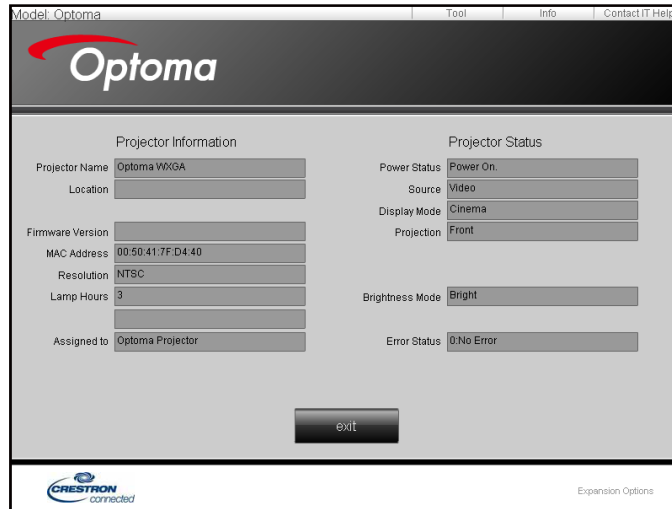 Model: Optoma
Tool Info Contact IT Help
Optoma
Projector Information
Projector Name Optoma WXGA
Location
Firmware Version
MAC Address 00:50:41:7F:D4:40
Resolution NTSC
Lamp Hours 3
Assigned to Optoma Projector
Projector Status
Power Status Power On.
Source Video
Display Mode Cinema
Projection Front
Brightness Mode Bright
Error Status 0:No Error
exit
CRESTRON
connected
Expansion Options